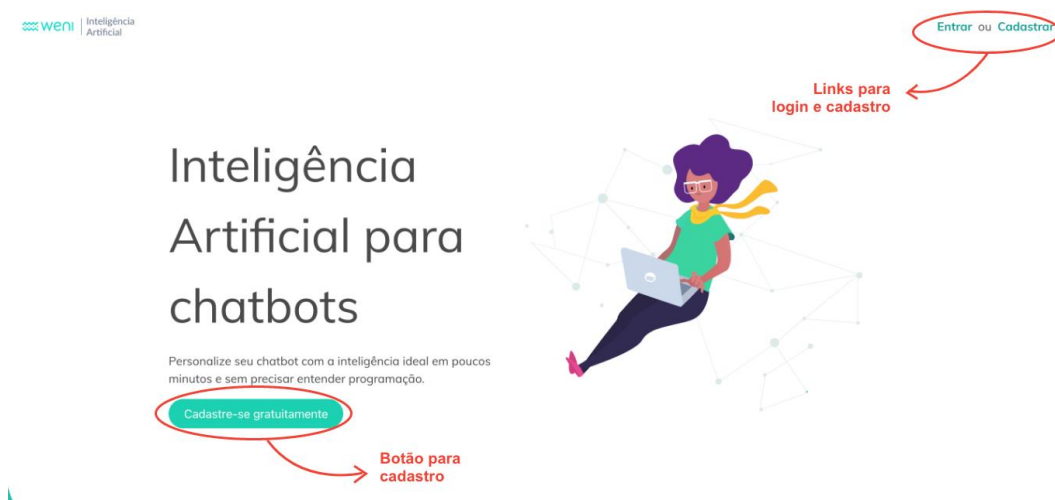 weni
Inteligência
Artificial
Entrar ou Cadastrar
Links para
login e cadastro
Inteligência
Artificial para
chatbots
Personalize seu chatbot com a inteligência ideal em poucos
minutos e sem precisar entender programação.
Cadastre-se gratuitamente
Botão para
cadastro